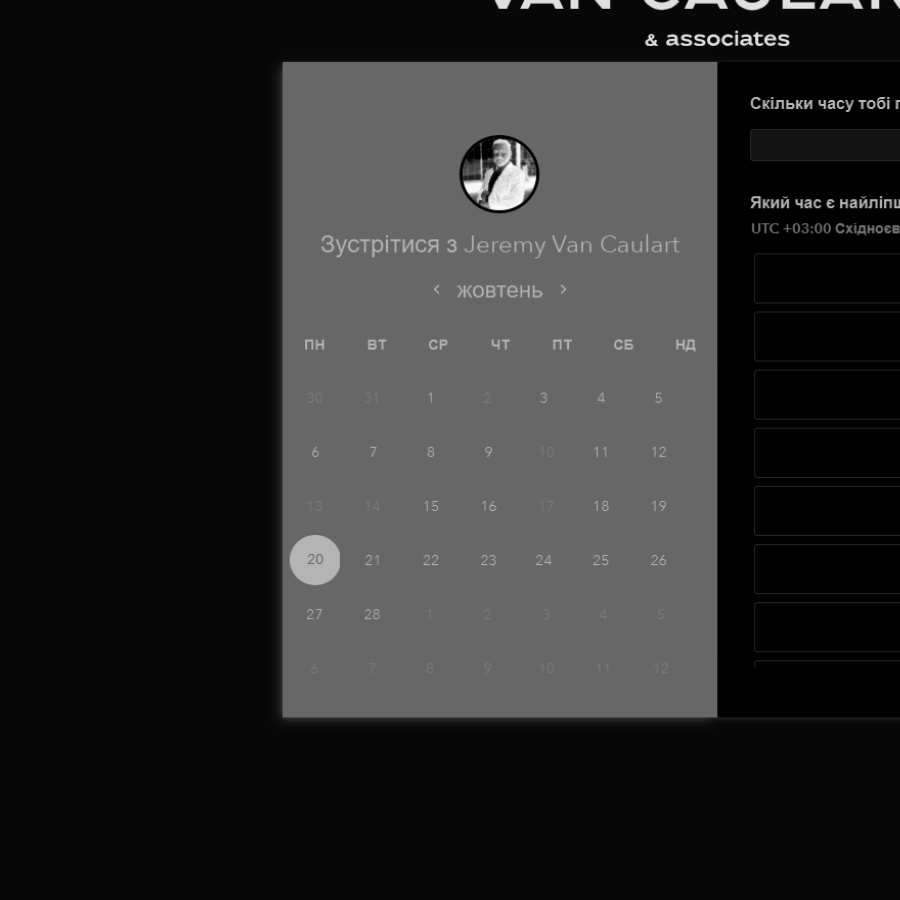 VAN CAULAR
& associates
Зустрітися з Jeremy Van Caulart
жовтень
ПН ВТ СР ЧТ ПТ СБ НД
30 31 1 2 3 4 5
6 7 8 9 10 11 12
13 14 15 16 17 18 19
20 21 22 23 24 25 26
27 28 1 2 3 4 5
6 7 8 9 10 11 12
Скільки часу тобі
Який час є найліпш
UTC +03:00 Східноєв